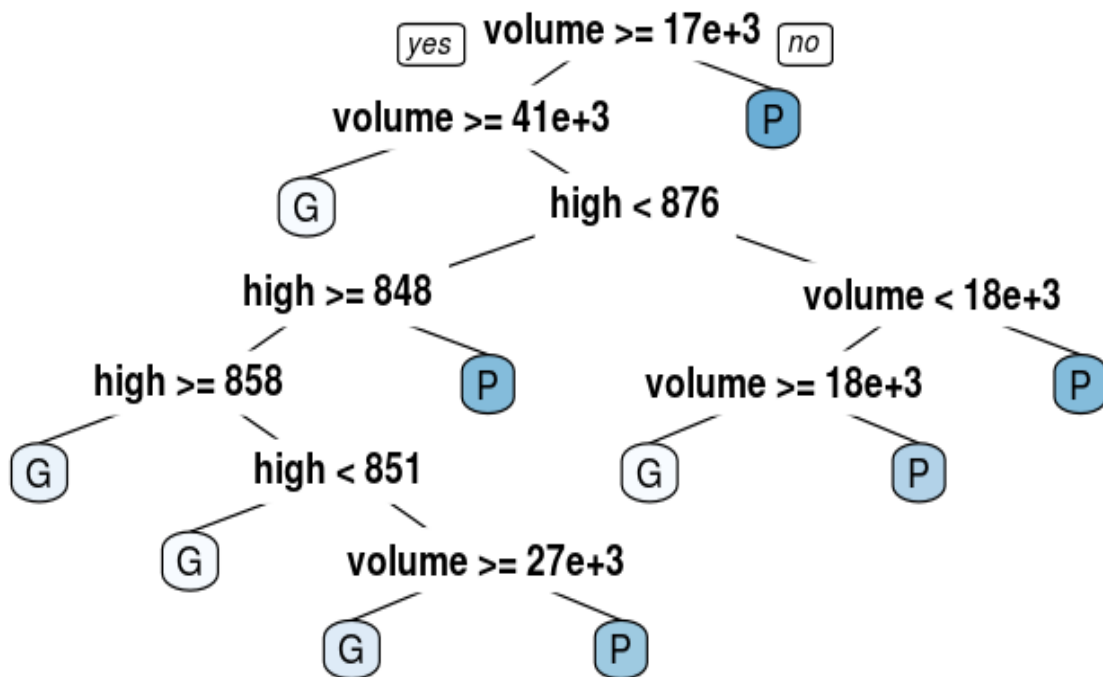 yes volume >= 17e+3 no
volume >= 41e+3 P
G high < 876
high >= 848 volume < 18e+3
high >= 858 P volume >= 18e+3 P
G high < 851 G P
G volume >= 27e+3
G P